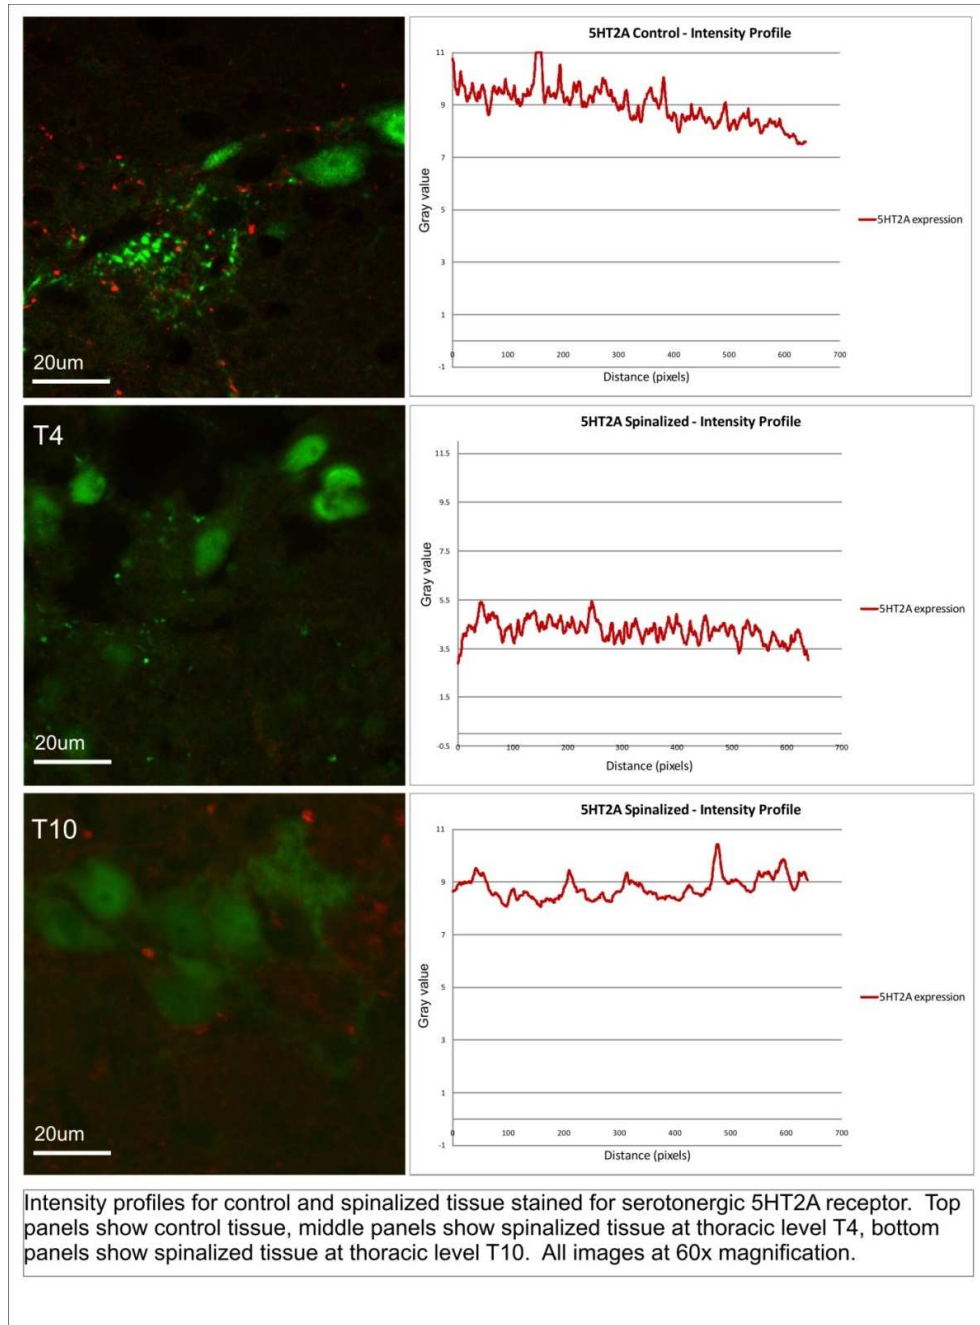 20um
5HT2A Control - Intensity Profile
11
9
7
5
3
1
-1
Gray value
0 100 200 300 400 500 600 700
Distance (pixels)
5HT2A expression
T4
20um
5HT2A Spinalized - Intensity Profile
11.5
9.5
7.5
5.5
3.5
1.5
-0.5
Gray value
0 100 200 300 400 500 600 700
Distance (pixels)
5HT2A expression
T10
20um
5HT2A Spinalized - Intensity Profile
11
9
7
5
3
1
-1
Gray value
0 100 200 300 400 500 600 700
Distance (pixels)
5HT2A expression
Intensity profiles for control and spinalized tissue stained for serotonergic 5HT2A receptor. Top
panels show control tissue, middle panels show spinalized tissue at thoracic level T4, bottom
panels show spinalized tissue at thoracic level T10. All images at 60x magnification.